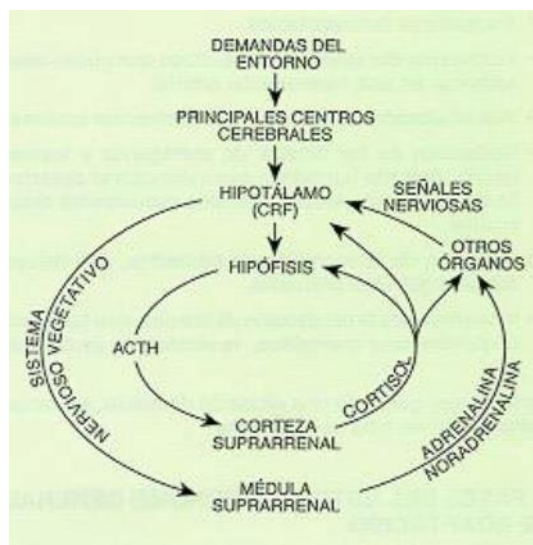 DEMANDAS DEL
ENTORNO
PRINCIPALES CENTROS
CEREBRALES
HIPOTÁLAMO
(CRF)
SEÑALES
NERVIOSAS
HIPÓFISIS
OTROS
ÓRGANOS
SISTEMA
NERVIOSO VEGETATIVO
ACTH
CORTISOL
CORTEZA
SUPRARRENAL
ADRENALINA
NORADRENALINA
MÉDULA
SUPRARRENAL